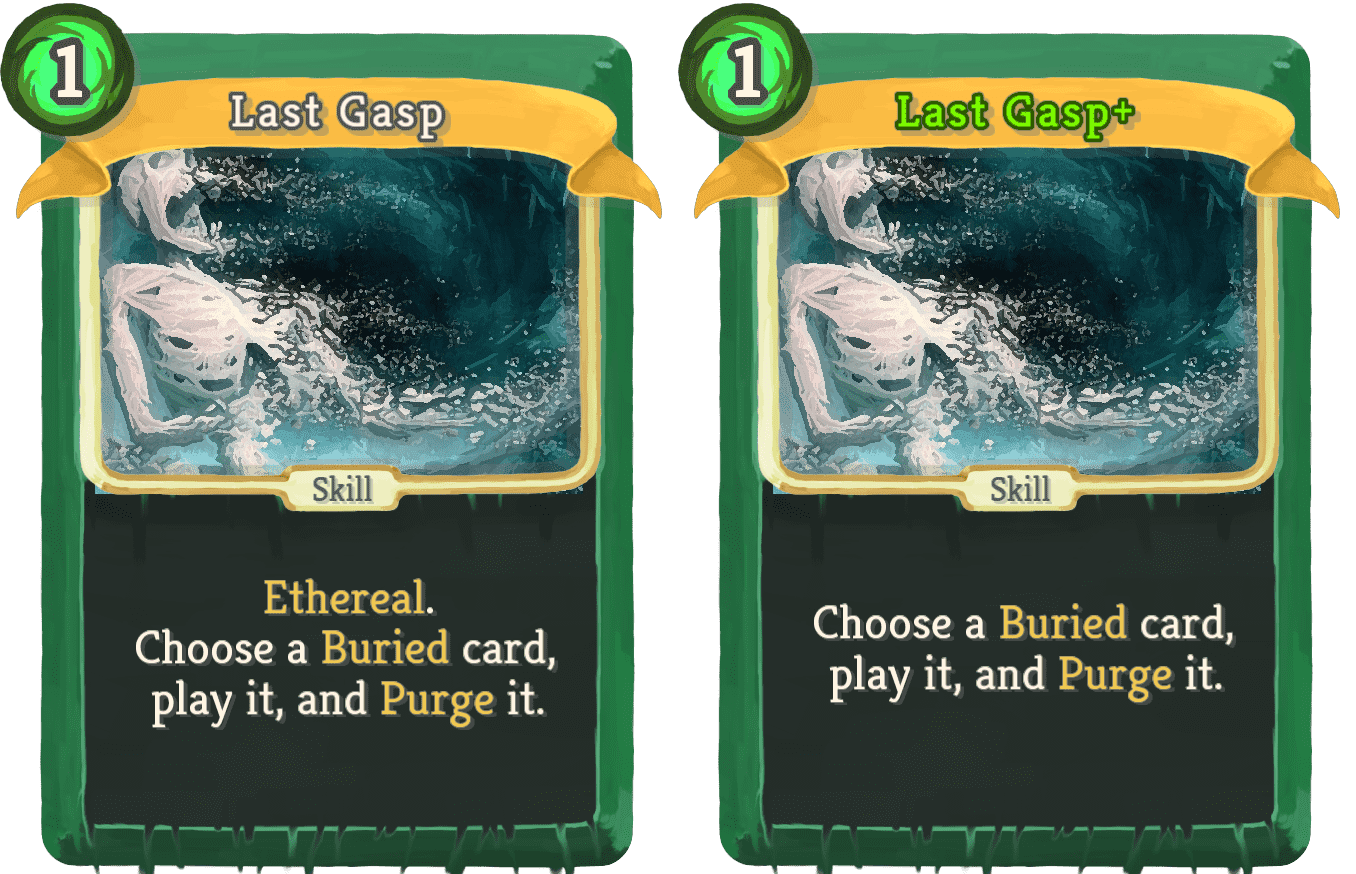 1
Last Gasp
Skill
Ethereal.
Choose a Buried card,
play it, and Purge it.
1
Last Gasp+
Skill
Choose a Buried card,
play it, and Purge it.